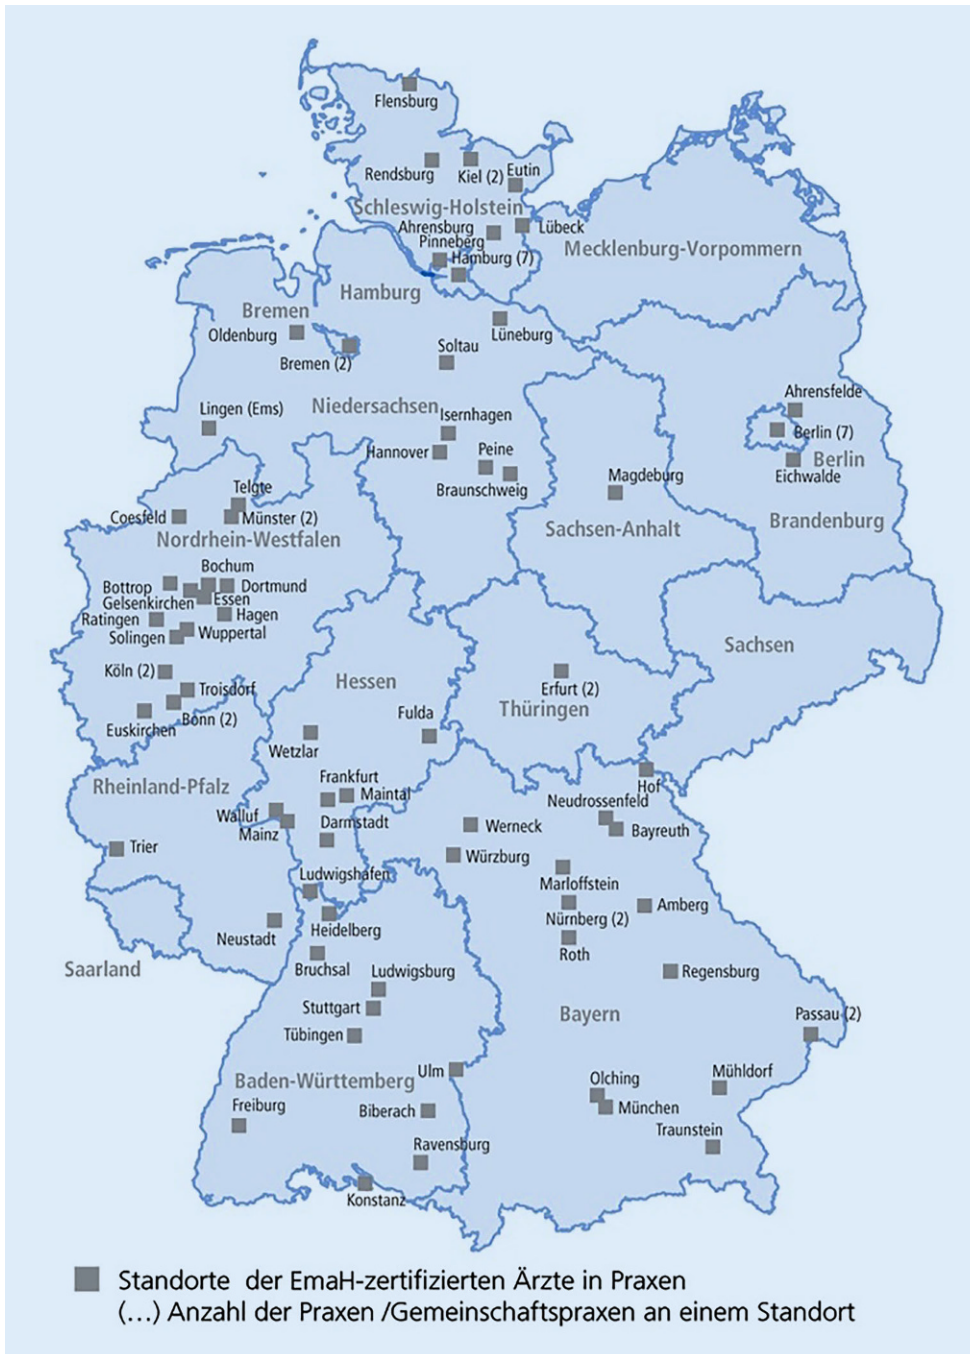 Flensburg
Rendsburg
Kiel (2)
Eutin
Schleswig-Holstein
Ahrensburg
Lübeck
Pinneberg
Hamburg (7)
Mecklenburg-Vorpommern
Hamburg
Bremen
Oldenburg
Lüneburg
Bremen (2)
Soltau
Ahrensfelde
Lingen (Ems)
Niedersachsen
Isernhagen
Berlin (7)
Hannover
Peine
Berlin
Braunschweig
Magdeburg
Eichwalde
Telgte
Coesfeld
Münster (2)
Sachsen-Anhalt
Brandenburg
Nordrhein-Westfalen
Bochum
Bottrop
Dortmund
Gelsenkirchen
Essen
Ratingen
Hagen
Solingen
Wuppertal
Sachsen
Köln (2)
Troisdorf
Hessen
Erfurt (2)
Bonn (2)
Fulda
Thüringen
Euskirchen
Wetzlar
Rheinland-Pfalz
Frankfurt
Maintal
Hof
Neudrossenfeld
Walluf
Mainz
Darmstadt
Werneck
Bayreuth
Trier
Würzburg
Ludwigshafen
Marloffstein
Amberg
Nürnberg (2)
Neustadt
Heidelberg
Roth
Saarland
Bruchsal
Ludwigsburg
Regensburg
Stuttgart
Bayern
Passau (2)
Tübingen
Ulm
Mühldorf
Baden-Württemberg
Olching
Freiburg
Biberach
München
Traunstein
Ravensburg
Konstanz
Standorte der EmaH-zertifizierten Ärzte in Praxen
(...) Anzahl der Praxen /Gemeinschaftspraxen an einem Standort